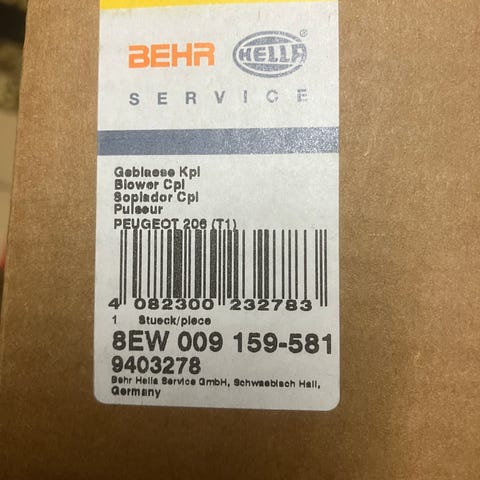 BEHR HELLA®
SERVICE
Geblaese Kpl
Blower Cpl
Soplador Cpl
Pulseur
PEUGEOT 206 (T1)
4 082300 232783
1 Stueck/piece
8EW 009 159-581
9403278
Behr Hella Service GmbH, Schwaebisch Hall,
Germany